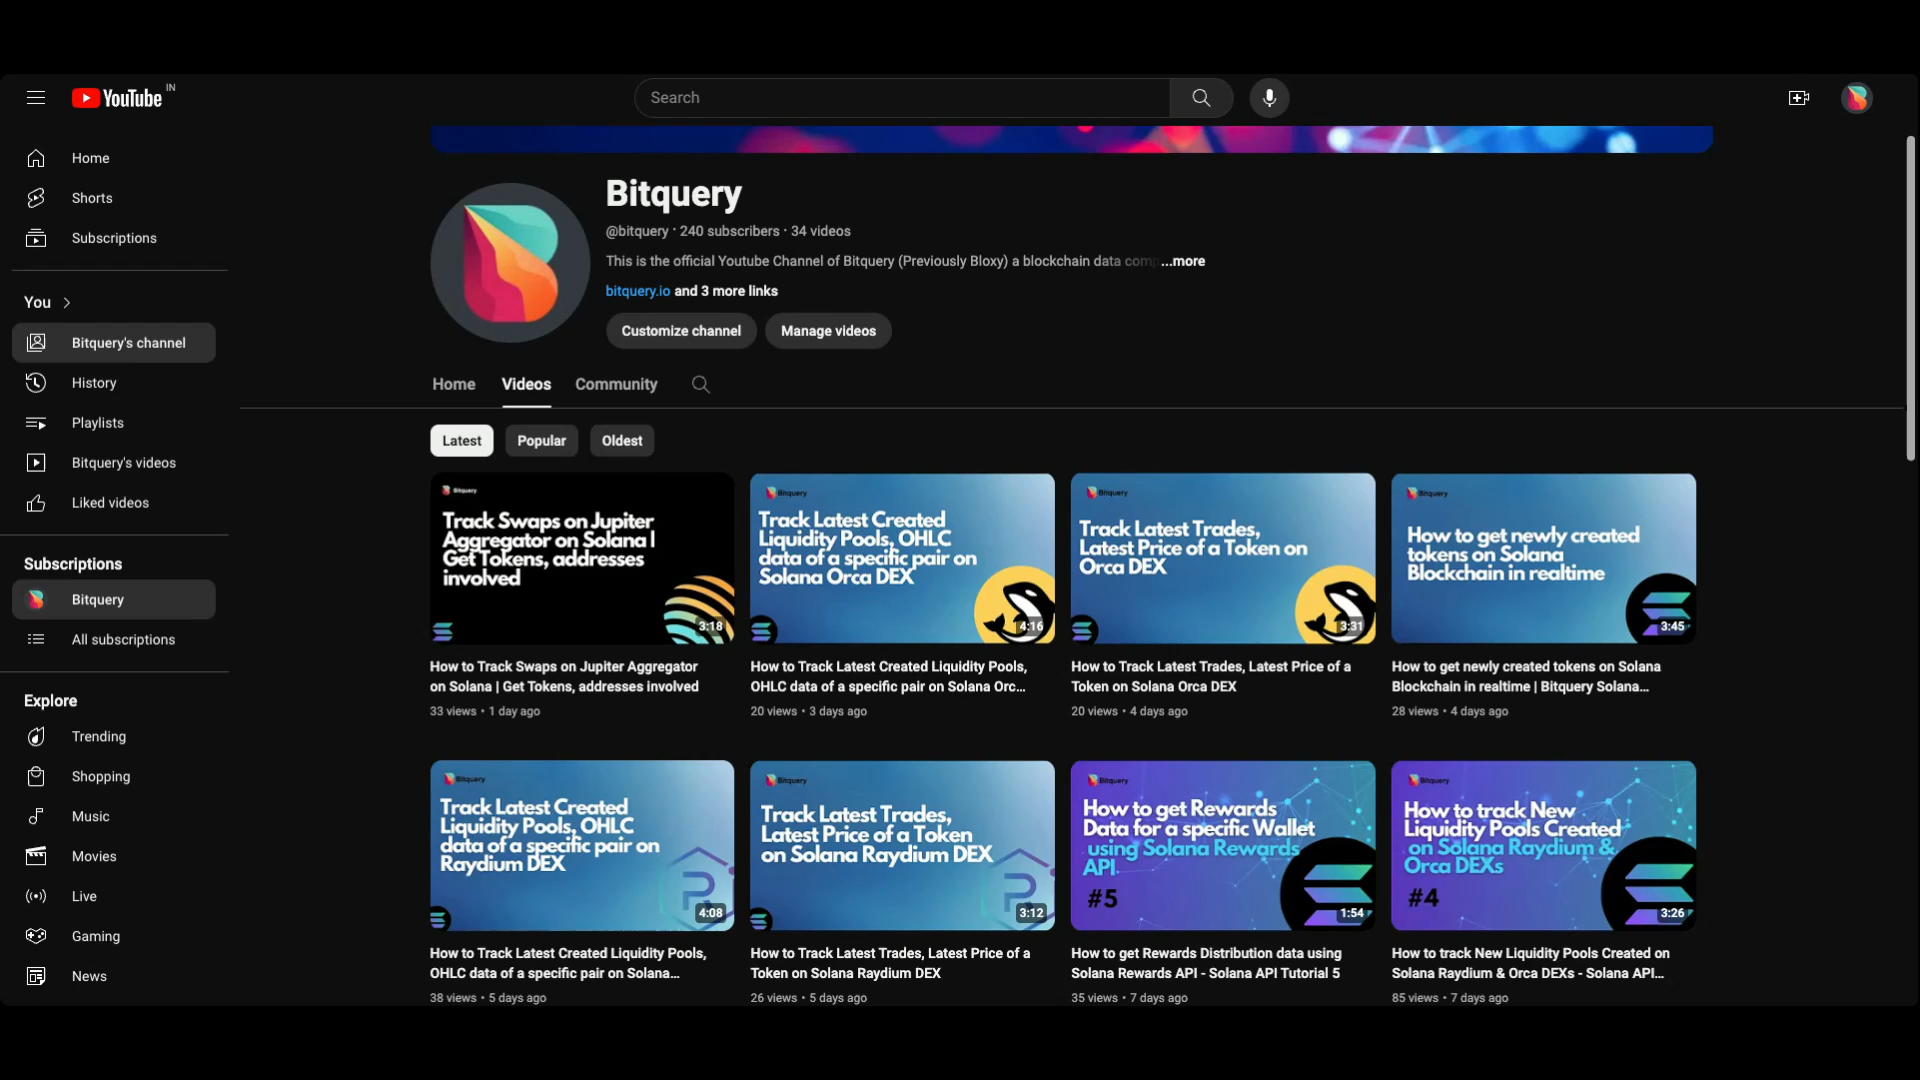 YouTube IN
Search
Home
Shorts
Subscriptions
You
Bitquery's channel
History
Playlists
Bitquery's videos
Liked videos
Subscriptions
Bitquery
All subscriptions
Explore
Trending
Shopping
Music
Movies
Live
Gaming
News
Bitquery
@bitquery · 240 subscribers · 34 videos
This is the official Youtube Channel of Bitquery (Previously Bloxy) a blockchain data comp ...more
bitquery.io and 3 more links
Customize channel Manage videos
Home Videos Community
Latest Popular Oldest
Bitquery
Track Swaps on Jupiter
Aggregator on Solana |
Get Tokens, addresses
involved
3:18
How to Track Swaps on Jupiter Aggregator
on Solana | Get Tokens, addresses involved
33 views • 1 day ago
Bitquery
Track Latest Created
Liquidity Pools, OHLC
data of a specific pair on
Solana Orca DEX
4:16
How to Track Latest Created Liquidity Pools,
OHLC data of a specific pair on Solana Orc...
20 views • 3 days ago
Bitquery
Track Latest Trades,
Latest Price of a Token on
Orca DEX
3:31
How to Track Latest Trades, Latest Price of a
Token on Solana Orca DEX
20 views • 4 days ago
Bitquery
How to get newly created
tokens on Solana
Blockchain in realtime
3:45
How to get newly created tokens on Solana
Blockchain in realtime | Bitquery Solana...
28 views • 4 days ago
Bitquery
Track Latest Created
Liquidity Pools, OHLC
data of a specific pair on
Raydium DEX
4:08
How to Track Latest Created Liquidity Pools,
OHLC data of a specific pair on Solana...
38 views • 5 days ago
Bitquery
Track Latest Trades,
Latest Price of a Token
on Solana Raydium DEX
3:12
How to Track Latest Trades, Latest Price of a
Token on Solana Raydium DEX
26 views • 5 days ago
Bitquery
How to get Rewards
Data for a specific Wallet
using Solana Rewards
API
#5
1:54
How to get Rewards Distribution data using
Solana Rewards API - Solana API Tutorial 5
35 views • 7 days ago
Bitquery
How to track New
Liquidity Pools Created
on Solana Raydium &
Orca DEXs
#4
3:26
How to track New Liquidity Pools Created on
Solana Raydium & Orca DEXs - Solana API...
85 views • 7 days ago